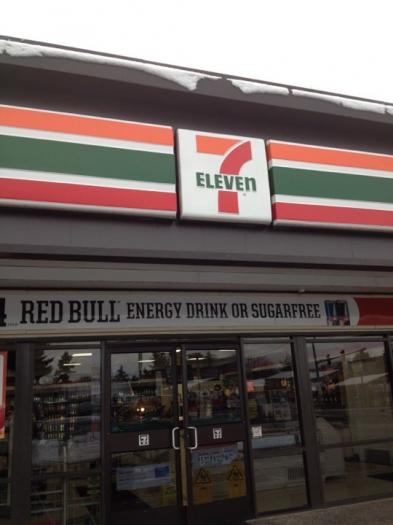 7
ELEVEn
RED BULL ENERGY DRINK OR SUGARFREE